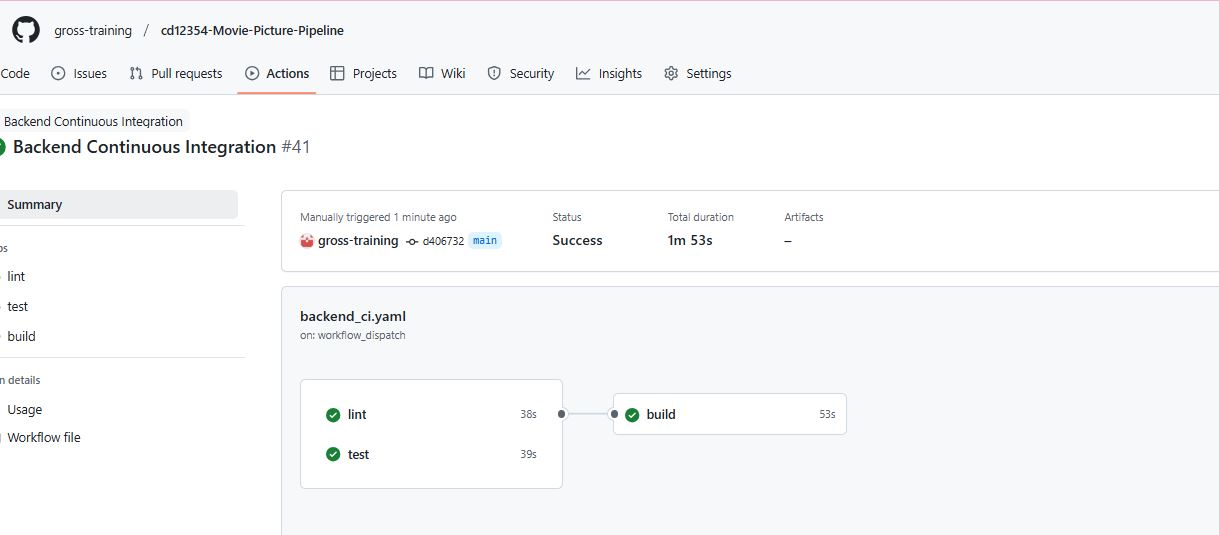 gross-training / cd12354-Movie-Picture-Pipeline
Code Issues Pull requests Actions Projects Wiki Security Insights Settings
Backend Continuous Integration
Backend Continuous Integration #41
Summary
lint
test
build
details
Usage
Workflow file
Manually triggered 1 minute ago
gross-training d406732 main
Status
Success
Total duration
1m 53s
Artifacts
–
backend_ci.yaml
on: workflow_dispatch
lint 38s
test 39s
build 53s